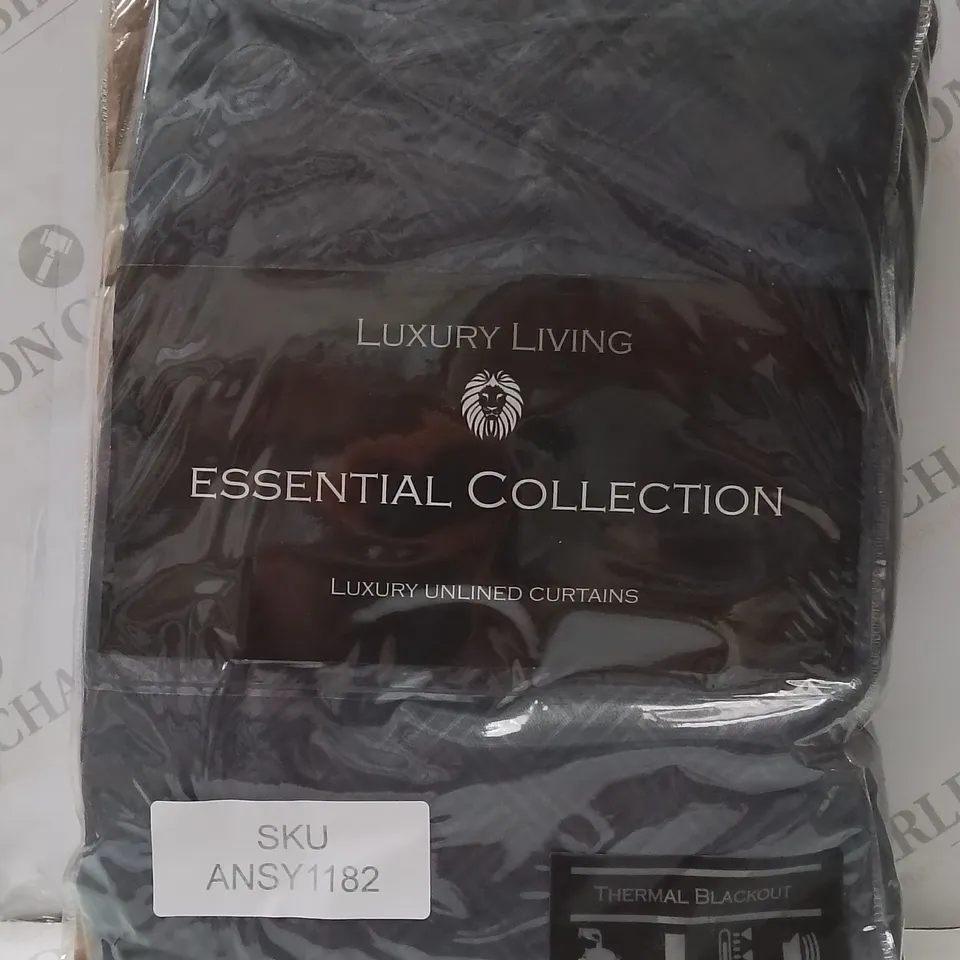 LUXURY LIVING
ESSENTIAL COLLECTION
LUXURY UNLINED CURTAINS
SKU
ANSY1182
THERMAL BLACKOUT